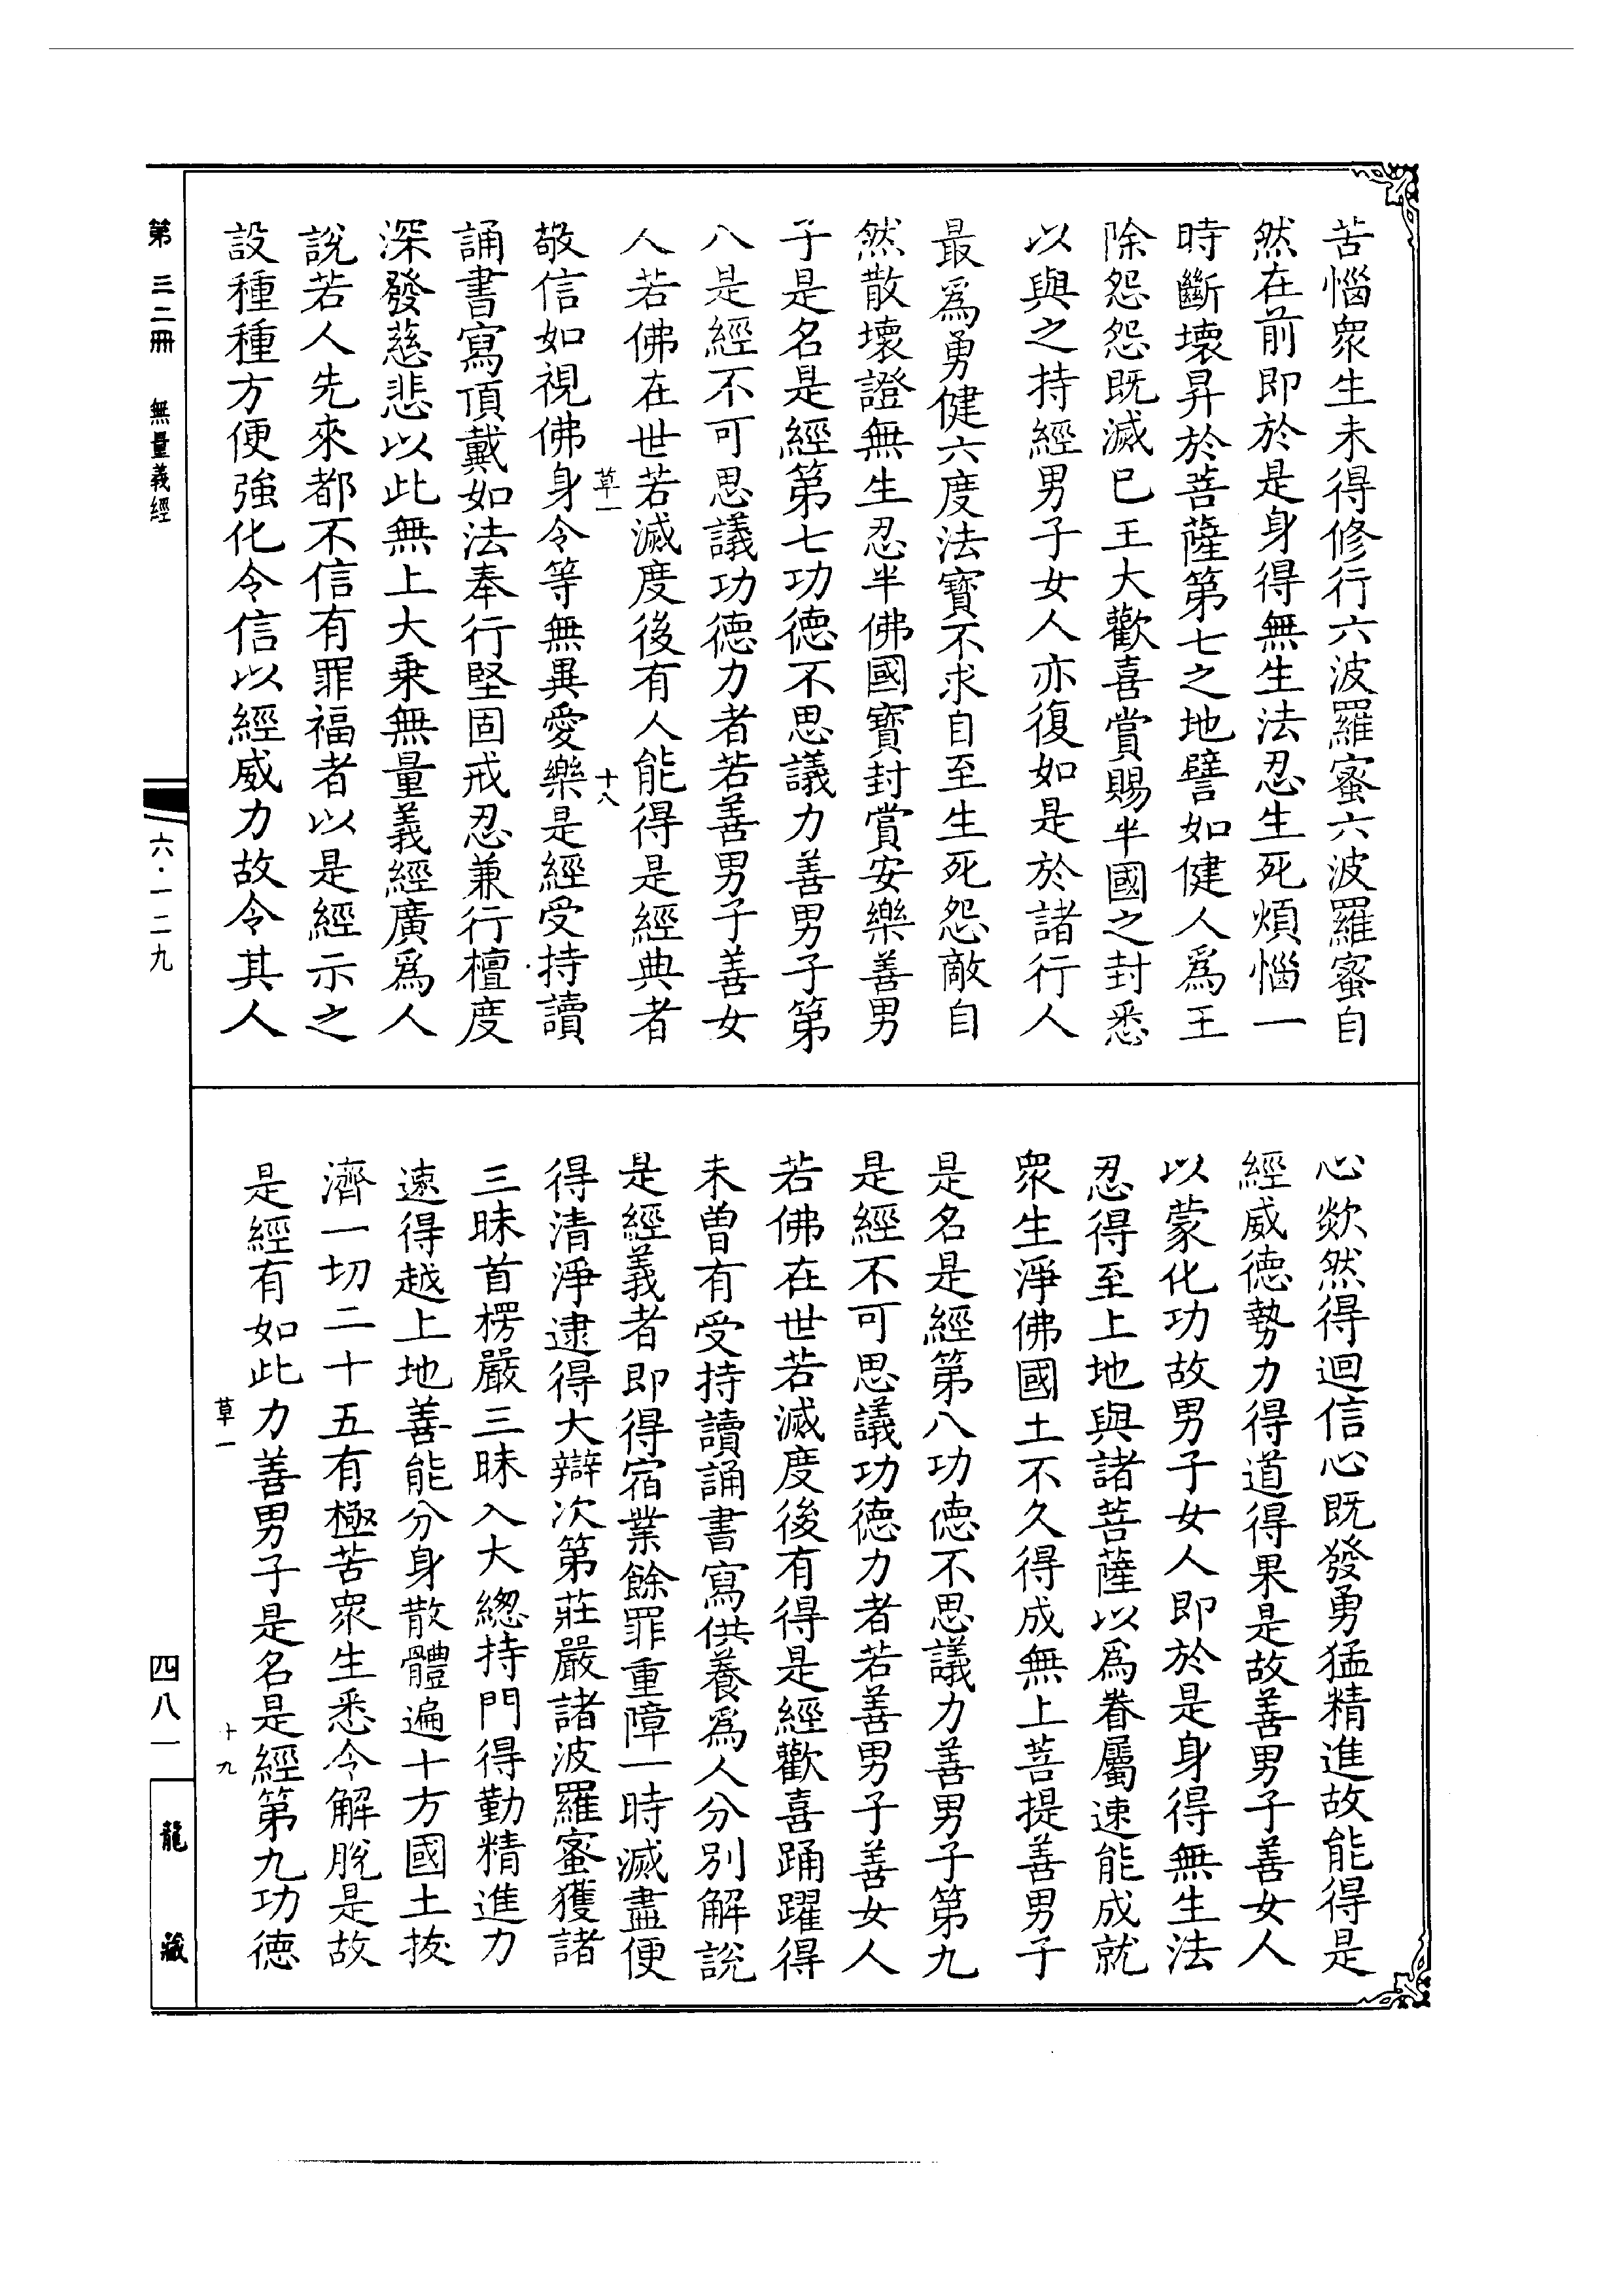 苦惱眾生未得修行六波羅蜜六波羅蜜自
然在前即於是身得無生法忍生死煩惱一
時斷壞昇於菩薩第七之地譬如健人爲王
除怨怨既滅已王大歡喜賞賜半國之封悉
以與之持經男子女人亦復如是於諸行人
最爲勇健六度法寶不求自至生死怨敵自
然散壞證無生忍半佛國寶封賞安樂善男
子是名是經第七功德不思議力善男子第
八是經不可思議功德力者若善男子善女
人若佛在世若滅度後有人能得是經典者
草一
十八
敬信如視佛身令等無異愛樂是經受持讀
誦書寫頂戴如法奉行堅固戒忍兼行檀度
深發慈悲以此無上大乘無量義經廣爲人
說若人先來都不信有罪福者以是經示之
設種種方便強化令信以經威力故令其人
心欻然得迴信心既發勇猛精進故能得是
經威德勢力得道得果是故善男子善女人
以蒙化功故男子女人即於是身得無生法
忍得至上地與諸菩薩以爲眷屬速能成就
眾生淨佛國土不久得成無上菩提善男子
是名是經第八功德不思議力善男子第九
是經不可思議功德力者若善男子善女人
若佛在世若滅度後有得是經歡喜踊躍得
未曾有受持讀誦書寫供養爲人分別解說
是經義者即得宿業餘罪重障一時滅盡便
得清淨逮得大辯次第莊嚴諸波羅蜜獲諸
三昧首楞嚴三昧入大總持門得勤精進力
速得越上地善能分身散體遍十方國土拔
濟一切二十五有極苦眾生悉令解脫是故
是經有如此力善男子是名是經第九功德
草一
十九
第三二冊 無量義經
六·一二九
四八一
龍藏